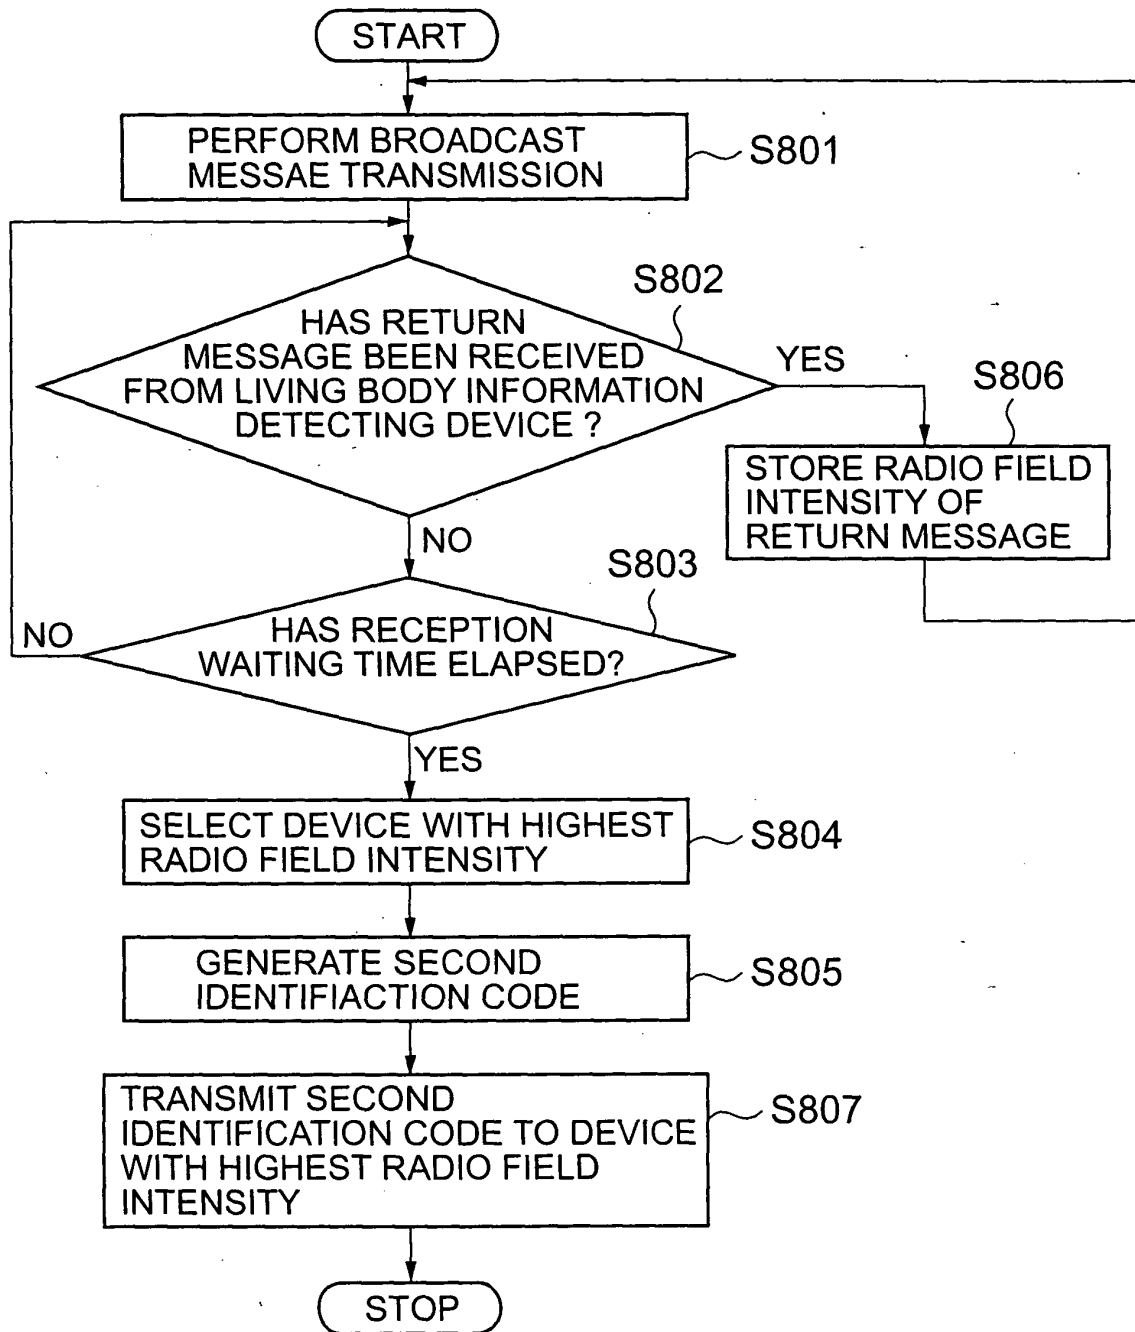 START
PERFORM BROADCAST
MESSAE TRANSMISSION
S801
S802
HAS RETURN
MESSAGE BEEN RECEIVED
FROM LIVING BODY INFORMATION
DETECTING DEVICE ?
YES
S806
STORE RADIO FIELD
INTENSITY OF
RETURN MESSAGE
NO
S803
HAS RECEPTION
WAITING TIME ELAPSED?
NO
YES
SELECT DEVICE WITH HIGHEST
RADIO FIELD INTENSITY
S804
GENERATE SECOND
IDENTIFIACTION CODE
S805
TRANSMIT SECOND
IDENTIFICATION CODE TO DEVICE
WITH HIGHEST RADIO FIELD
INTENSITY
S807
STOP